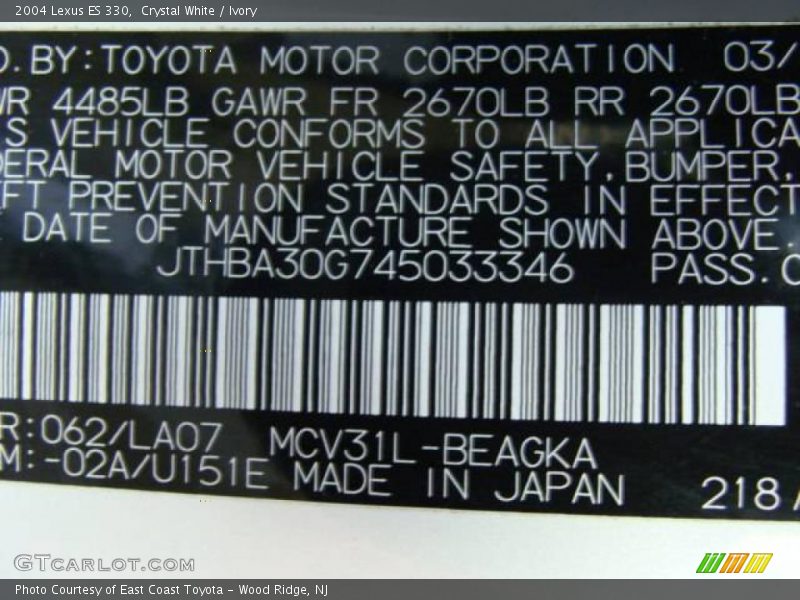 2004 Lexus ES 330, Crystal White / Ivory
D.BY:TOYOTA MOTOR CORPORATION 03/
WR 4485LB GAWR FR 2670LB RR 2670LB
S VEHICLE CONFORMS TO ALL APPLICA
DERAL MOTOR VEHICLE SAFETY,BUMPER,
EFT PREVENTION STANDARDS IN EFFECT
DATE OF MANUFACTURE SHOWN ABOVE.
JTHBA30G745033346 PASS.C
R:062/LA07 MCV31L-BEAGKA
M:-02A/U151E MADE IN JAPAN 218A
GTCARLOT.COM
Photo Courtesy of East Coast Toyota - Wood Ridge, NJ